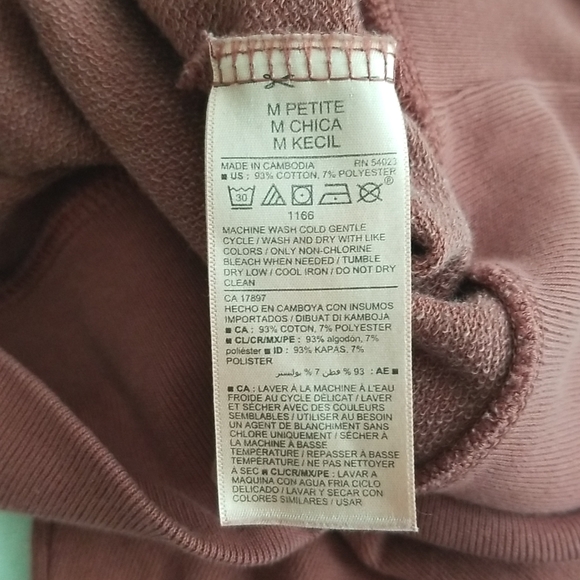 M PETITE
M CHICA
M KECIL
MADE IN CAMBODIA RN 54023
■ US : 93% COTTON, 7% POLYESTER
30
1166
MACHINE WASH COLD GENTLE
CYCLE / WASH AND DRY WITH LIKE
COLORS / ONLY NON-CHLORINE
BLEACH WHEN NEEDED / TUMBLE
DRY LOW / COOL IRON / DO NOT DRY
CLEAN
CA 17897
HECHO EN CAMBOYA CON INSUMOS
IMPORTADOS / DIBUAT DI KAMBOJA
■ CA : 93% COTON, 7% POLYESTER
■ CL/CR/MX/PE : 93% algodón, 7%
poliéster ■ ID : 93% KAPAS, 7%
POLISTER
■ AE : 93 % قطن 7 % بوليستر
■ CA : LAVER À LA MACHINE À L'EAU
FROIDE AU CYCLE DÉLICAT / LAVER
ET SÉCHER AVEC DES COULEURS
SEMBLABLES / UTILISER AU BESOIN
UN AGENT DE BLANCHIMENT SANS
CHLORE UNIQUEMENT / SÉCHER À
LA MACHINE À BASSE
TEMPÉRATURE / REPASSER À BASSE
TEMPÉRATURE / NE PAS NETTOYER
À SEC ■ CL/CR/MX/PE : LAVAR A
MAQUINA CON AGUA FRIA CICLO
DELICADO / LAVAR Y SECAR CON
COLORES SIMILARES / USAR